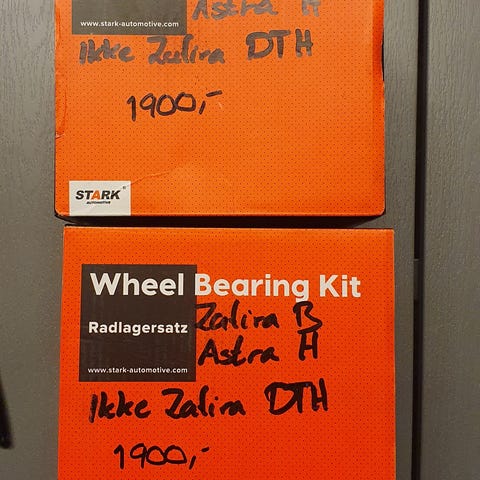 Astra H
www.stark-automotive.com
Ikke Zafira DTH
1900,-
STARK
AUTOMOTIVE
Wheel Bearing Kit
Zafira B
Radlagersatz
Astra H
www.stark-automotive.com
Ikke Zafira DTH
1900,-